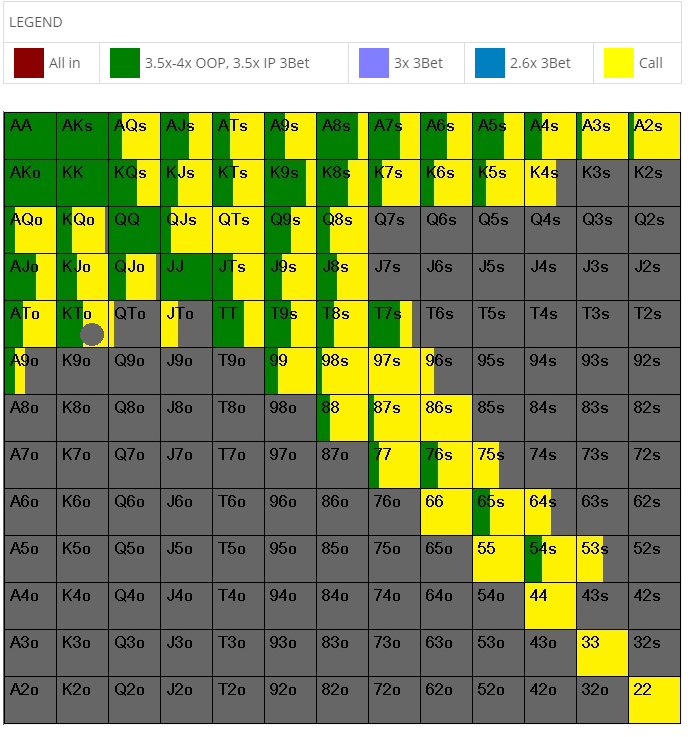 LEGEND
All in 3.5x-4x OOP, 3.5x IP 3Bet 3x 3Bet 2.6x 3Bet Call
AA AKs AQs AJs ATs A9s A8s A7s A6s A5s A4s A3s A2s
AKo KK KQs KJs KTs K9s K8s K7s K6s K5s K4s K3s K2s
AQo KQo QQ QJs QTs Q9s Q8s Q7s Q6s Q5s Q4s Q3s Q2s
AJo KJo QJo JJ JTs J9s J8s J7s J6s J5s J4s J3s J2s
ATo KTo QTo JTo TT T9s T8s T7s T6s T5s T4s T3s T2s
A9o K9o Q9o J9o T9o 99 98s 97s 96s 95s 94s 93s 92s
A8o K8o Q8o J8o T8o 98o 88 87s 86s 85s 84s 83s 82s
A7o K7o Q7o J7o T7o 97o 87o 77 76s 75s 74s 73s 72s
A6o K6o Q6o J6o T6o 96o 86o 76o 66 65s 64s 63s 62s
A5o K5o Q5o J5o T5o 95o 85o 75o 65o 55 54s 53s 52s
A4o K4o Q4o J4o T4o 94o 84o 74o 64o 54o 44 43s 42s
A3o K3o Q3o J3o T3o 93o 83o 73o 63o 53o 43o 33 32s
A2o K2o Q2o J2o T2o 92o 82o 72o 62o 52o 42o 32o 22